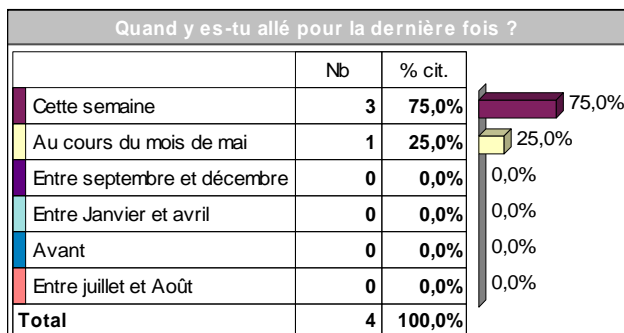 Quand y es-tu allé pour la dernière fois ?
Nb % cit.
Cette semaine 3 75,0% 75,0%
Au cours du mois de mai 1 25,0% 25,0%
Entre septembre et décembre 0 0,0% 0,0%
Entre Janvier et avril 0 0,0% 0,0%
Avant 0 0,0% 0,0%
Entre juillet et Août 0 0,0% 0,0%
Total 4 100,0%